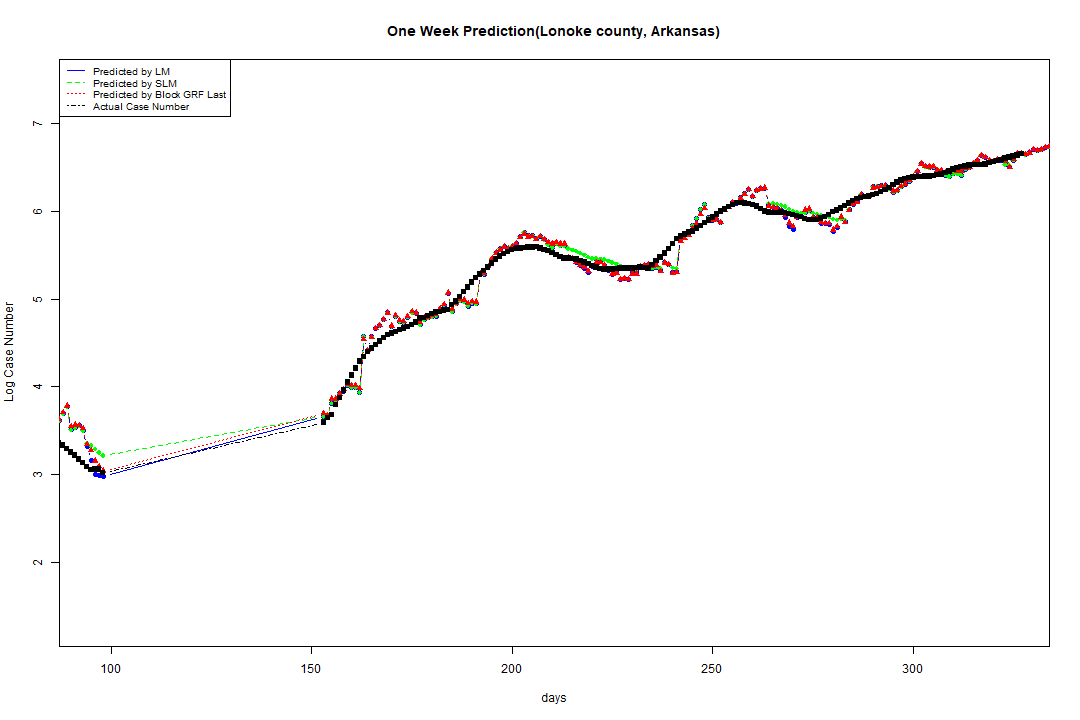 One Week Prediction(Lonoke county, Arkansas)
Predicted by LM
Predicted by SLM
Predicted by Block GRF Last
Actual Case Number
7
6
5
4
3
2
Log Case Number
100 150 200 250 300
days